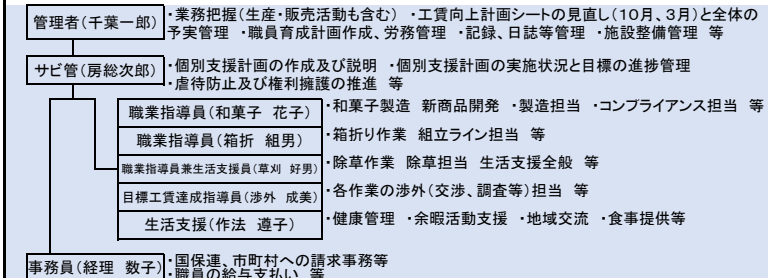 管理者(千葉一郎)
・業務把握(生産・販売活動も含む) ・工賃向上計画シートの見直し(10月、3月)と全体の
予実管理 ・職員育成計画作成、労務管理 ・記録、日誌等管理 ・施設整備管理 等
サビ管(房総次郎)
・個別支援計画の作成及び説明 ・個別支援計画の実施状況と目標の進捗管理
・虐待防止及び権利擁護の推進 等
職業指導員(和菓子 花子)
・和菓子製造 新商品開発 ・製造担当 ・コンプライアンス担当 等
職業指導員(箱折 組男)
・箱折り作業 組立ライン担当 等
職業指導員兼生活支援員(草刈 好男)
・除草作業 除草担当 生活支援全般 等
目標工賃達成指導員(渉外 成美)
・各作業の渉外(交渉、調査等)担当 等
生活支援(作法 遵子)
・健康管理 ・余暇活動支援 ・地域交流 ・食事提供等
事務員(経理 数子)
・国保連、市町村への請求事務等
・職員の給与支払い 等